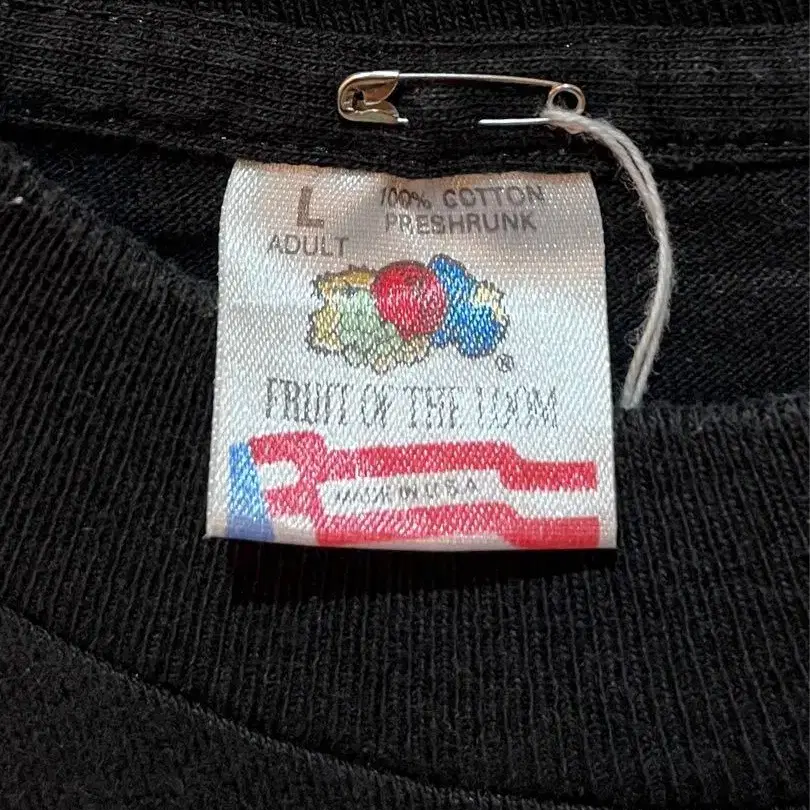 L
100% COTTON
PRESHRUNK
ADULT
®
FRUIT OF THE LOOM
MADE IN U.S.A